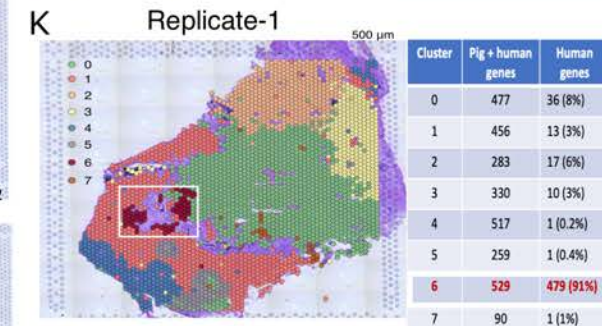 K
Replicate-1
500 µm
0
1
2
3
4
5
6
7
Cluster Pig + human genes Human genes
0 477 36 (8%)
1 456 13 (3%)
2 283 17 (6%)
3 330 10 (3%)
4 517 1 (0.2%)
5 259 1 (0.4%)
6 529 479 (91%)
7 90 1 (1%)